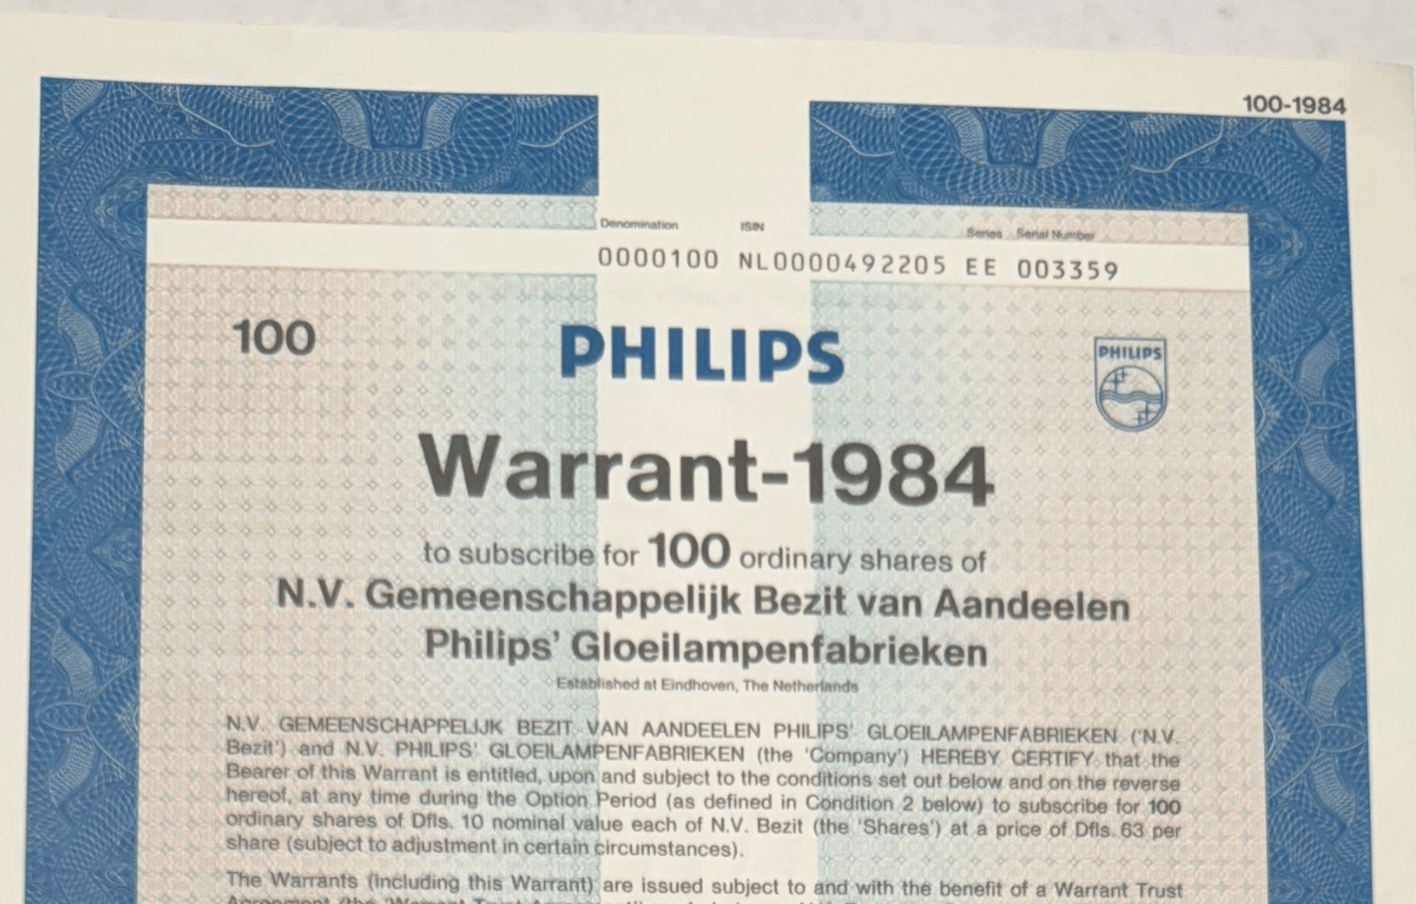 100-1984
Denomination ISIN Series Serial Number
0000100 NL0000492205 EE 003359
100
PHILIPS
PHILIPS
Warrant-1984
to subscribe for 100 ordinary shares of
N.V. Gemeenschappelijk Bezit van Aandeelen
Philips' Gloeilampenfabrieken
Established at Eindhoven, The Netherlands
N.V. GEMEENSCHAPPELIJK BEZIT VAN AANDEELEN PHILIPS' GLOEILAMPENFABRIEKEN ('N.V.
Bezit') and N.V. PHILIPS' GLOEILAMPENFABRIEKEN (the 'Company') HEREBY CERTIFY that the
Bearer of this Warrant is entitled, upon and subject to the conditions set out below and on the reverse
hereof, at any time during the Option Period (as defined in Condition 2 below) to subscribe for 100
ordinary shares of Dfls. 10 nominal value each of N.V. Bezit (the 'Shares') at a price of Dfls. 63 per
share (subject to adjustment in certain circumstances).
The Warrants (including this Warrant) are issued subject to and with the benefit of a Warrant Trust